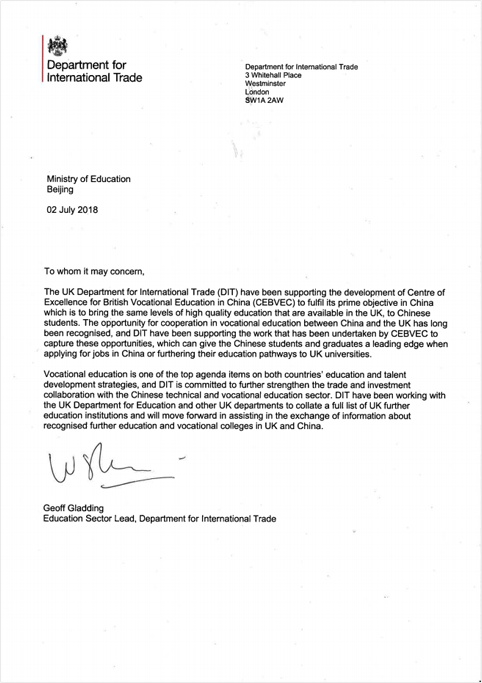 Department for
International Trade
Department for International Trade
3 Whitehall Place
Westminster
London
SW1A 2AW
Ministry of Education
Beijing
02 July 2018
To whom it may concern,
The UK Department for International Trade (DIT) have been supporting the development of Centre of
Excellence for British Vocational Education in China (CEBVEC) to fulfil its prime objective in China
which is to bring the same levels of high quality education that are available in the UK, to Chinese
students. The opportunity for cooperation in vocational education between China and the UK has long
been recognised, and DIT have been supporting the work that has been undertaken by CEBVEC to
capture these opportunities, which can give the Chinese students and graduates a leading edge when
applying for jobs in China or furthering their education pathways to UK universities.
Vocational education is one of the top agenda items on both countries' education and talent
development strategies, and DIT is committed to further strengthen the trade and investment
collaboration with the Chinese technical and vocational education sector. DIT have been working with
the UK Department for Education and other UK departments to collate a full list of UK further
education institutions and will move forward in assisting in the exchange of information about
recognised further education and vocational colleges in UK and China.
Geoff Gladding
Education Sector Lead, Department for International Trade